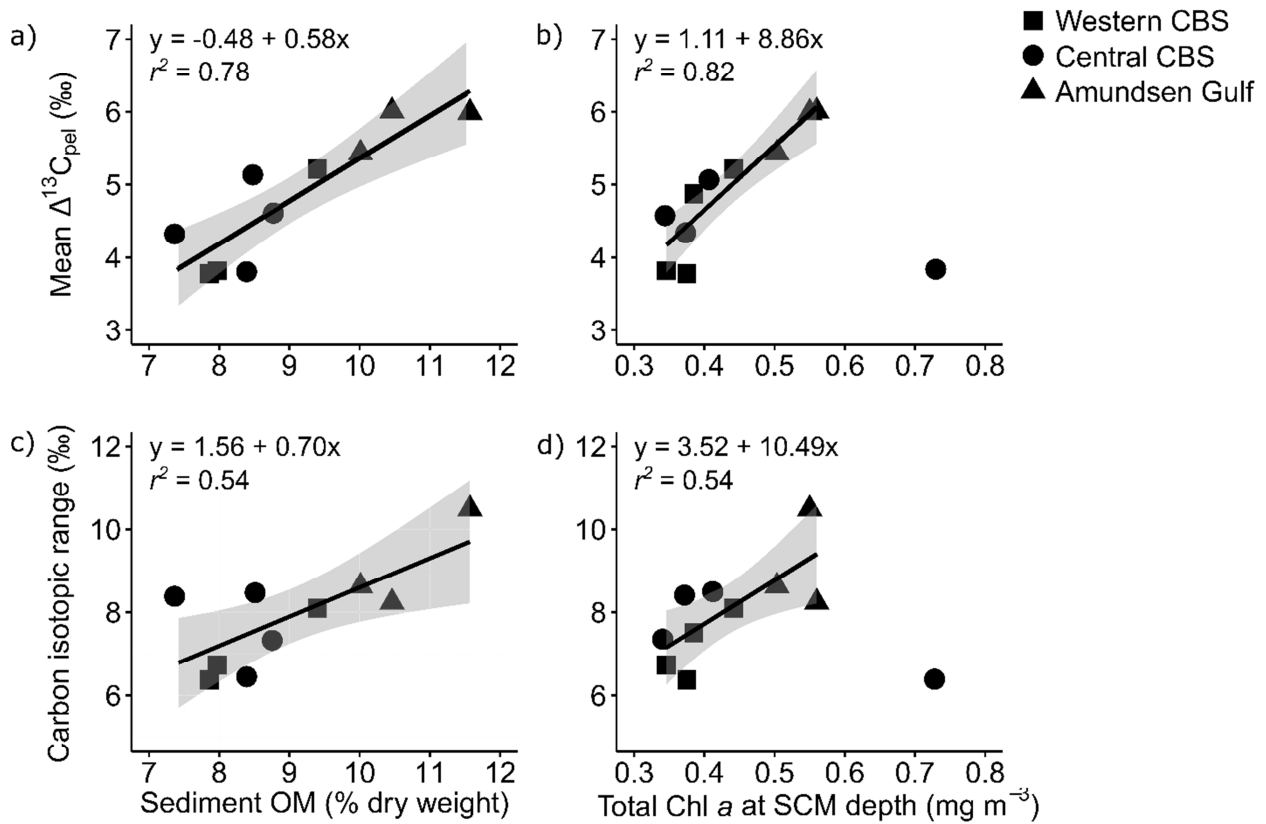 a)
y = -0.48 + 0.58x
r² = 0.78
7
6
5
4
3
Mean Δ¹³Cpel (‰)
7 8 9 10 11 12
b)
y = 1.11 + 8.86x
r² = 0.82
7
6
5
4
3
0.3 0.4 0.5 0.6 0.7 0.8
Western CBS
Central CBS
Amundsen Gulf
c)
y = 1.56 + 0.70x
r² = 0.54
12
10
8
6
Carbon isotopic range (‰)
7 8 9 10 11 12
Sediment OM (% dry weight)
d)
y = 3.52 + 10.49x
r² = 0.54
12
10
8
6
0.3 0.4 0.5 0.6 0.7 0.8
Total Chl a at SCM depth (mg m⁻³)